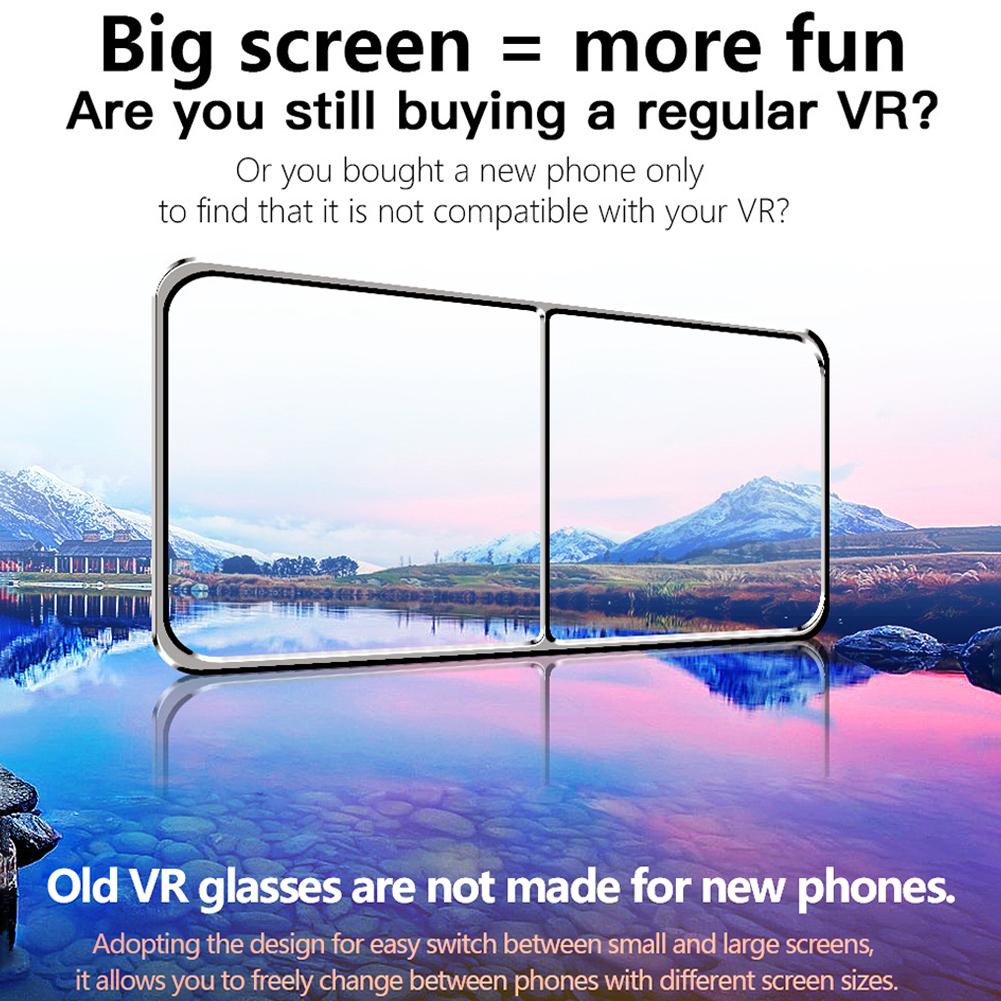 Big screen = more fun
Are you still buying a regular VR?
Or you bought a new phone only
to find that it is not compatible with your VR?
Old VR glasses are not made for new phones.
Adopting the design for easy switch between small and large screens,
it allows you to freely change between phones with different screen sizes.